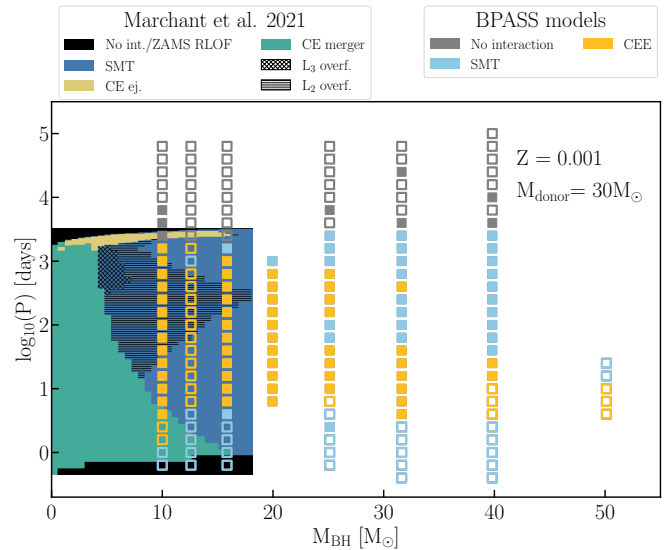 Marchant et al. 2021
No int./ZAMS RLOF
SMT
CE ej.
CE merger
L₃ overf.
L₂ overf.
BPASS models
No interaction
SMT
CEE
Z = 0.001
M_donor = 30M_⊙
log₁₀(P) [days]
5
4
3
2
1
0
0
10
20
30
40
50
M_BH [M_⊙]